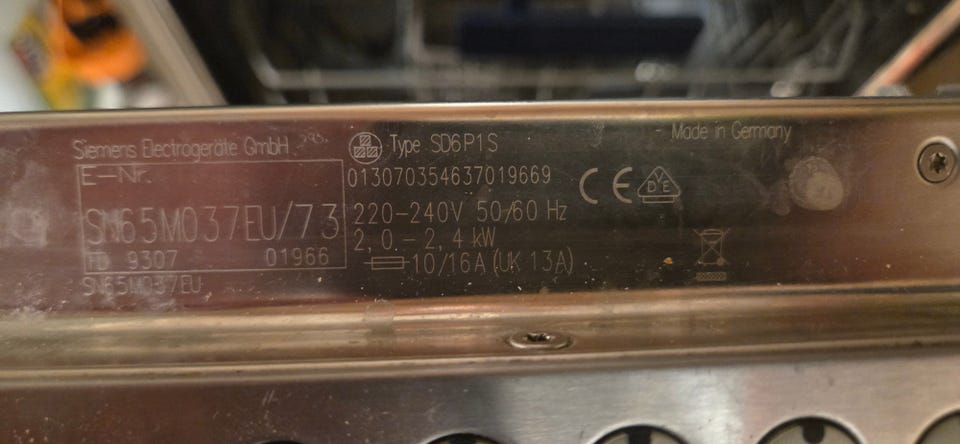 Siemens Electrogeräte GmbH
E-Nr.
SN65M037EU/73
FD 9307 01966
SN65M037EU
Type SD6P1S
013070354637019669
220-240V 50/60 Hz
2,0 - 2,4 kW
10/16A (UK 13A)
CE
VDE
Made in Germany